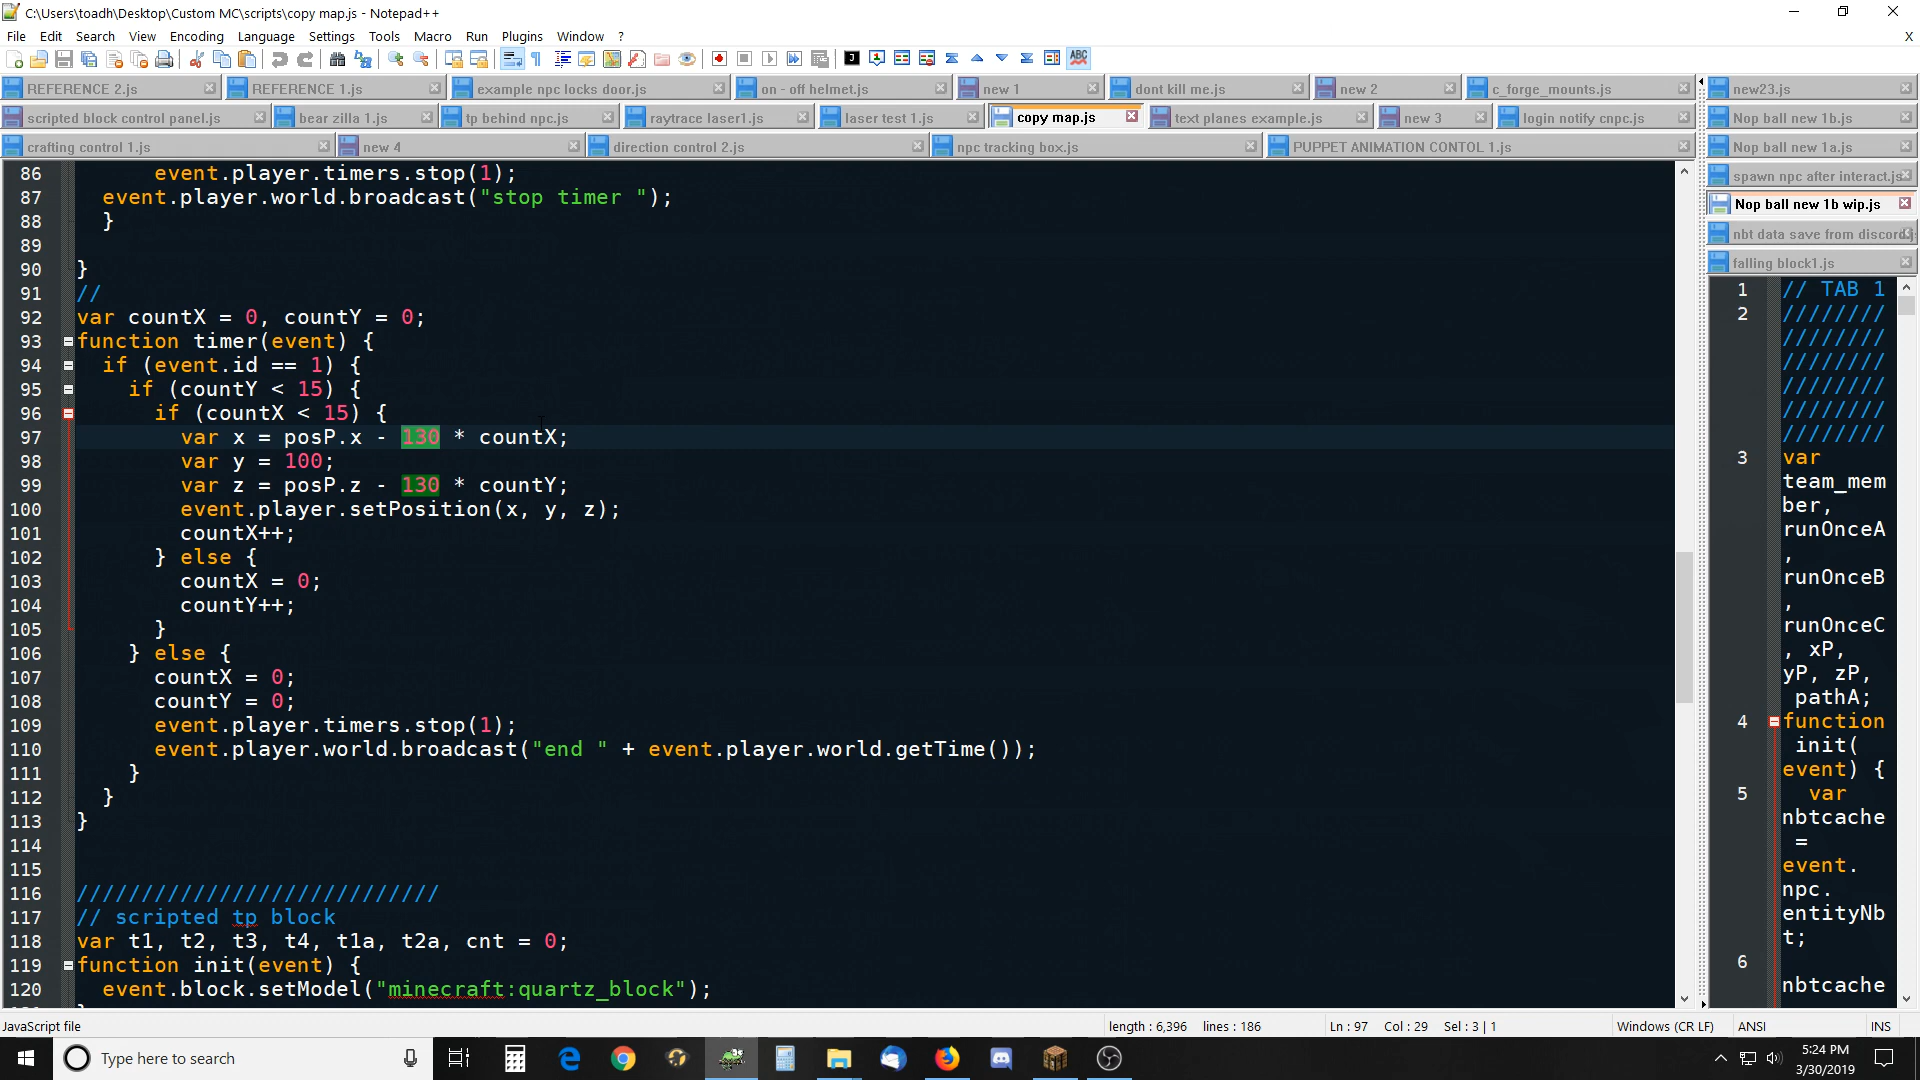 C:\Users\toadh\Desktop\Custom MC\scripts\copy map.js - Notepad++
File Edit Search View Encoding Language Settings Tools Macro Run Plugins Window ? X
REFERENCE 2.js REFERENCE 1.js example npc locks door.js on - off helmet.js new 1 dont kill me.js new 2 c_forge_mounts.js
scripted block control panel.js bear zilla 1.js tp behind npc.js raytrace laser1.js laser test 1.js copy map.js text planes example.js new 3 login notify cnpc.js
crafting control 1.js new 4 direction control 2.js npc tracking box.js PUPPET ANIMATION CONTOL 1.js
86 event.player.timers.stop(1);
87 event.player.world.broadcast("stop timer ");
88 }
89
90 }
91 //
92 var countX = 0, countY = 0;
93 function timer(event) {
94 if (event.id == 1) {
95 if (countY < 15) {
96 if (countX < 15) {
97 var x = posP.x - 130 * countX;
98 var y = 100;
99 var z = posP.z - 130 * countY;
100 event.player.setPosition(x, y, z);
101 countX++;
102 } else {
103 countX = 0;
104 countY++;
105 }
106 } else {
107 countX = 0;
108 countY = 0;
109 event.player.timers.stop(1);
110 event.player.world.broadcast("end " + event.player.world.getTime());
111 }
112 }
113 }
114
115
116 ////////////////////////////
117 // scripted tp block
118 var t1, t2, t3, t4, t1a, t2a, cnt = 0;
119 function init(event) {
120 event.block.setModel("minecraft:quartz_block");
new23.js
Nop ball new 1b.js
Nop ball new 1a.js
spawn npc after interact.js
Nop ball new 1b wip.js
nbt data save from discord.j
falling block1.js
1 // TAB 1
2 ////////
////////
////////
////////
////////
////////
3 var
team_mem
ber,
runOnceA
,
runOnceB
,
runOnceC
, xP,
yP, zP,
pathA;
4 function
init(
event) {
5 var
nbtcache
=
event.
npc.
entityNb
t;
6
nbtcache
JavaScript file length : 6,396 lines : 186 Ln : 97 Col : 29 Sel : 3 | 1 Windows (CR LF) ANSI INS
Type here to search
5:24 PM
3/30/2019